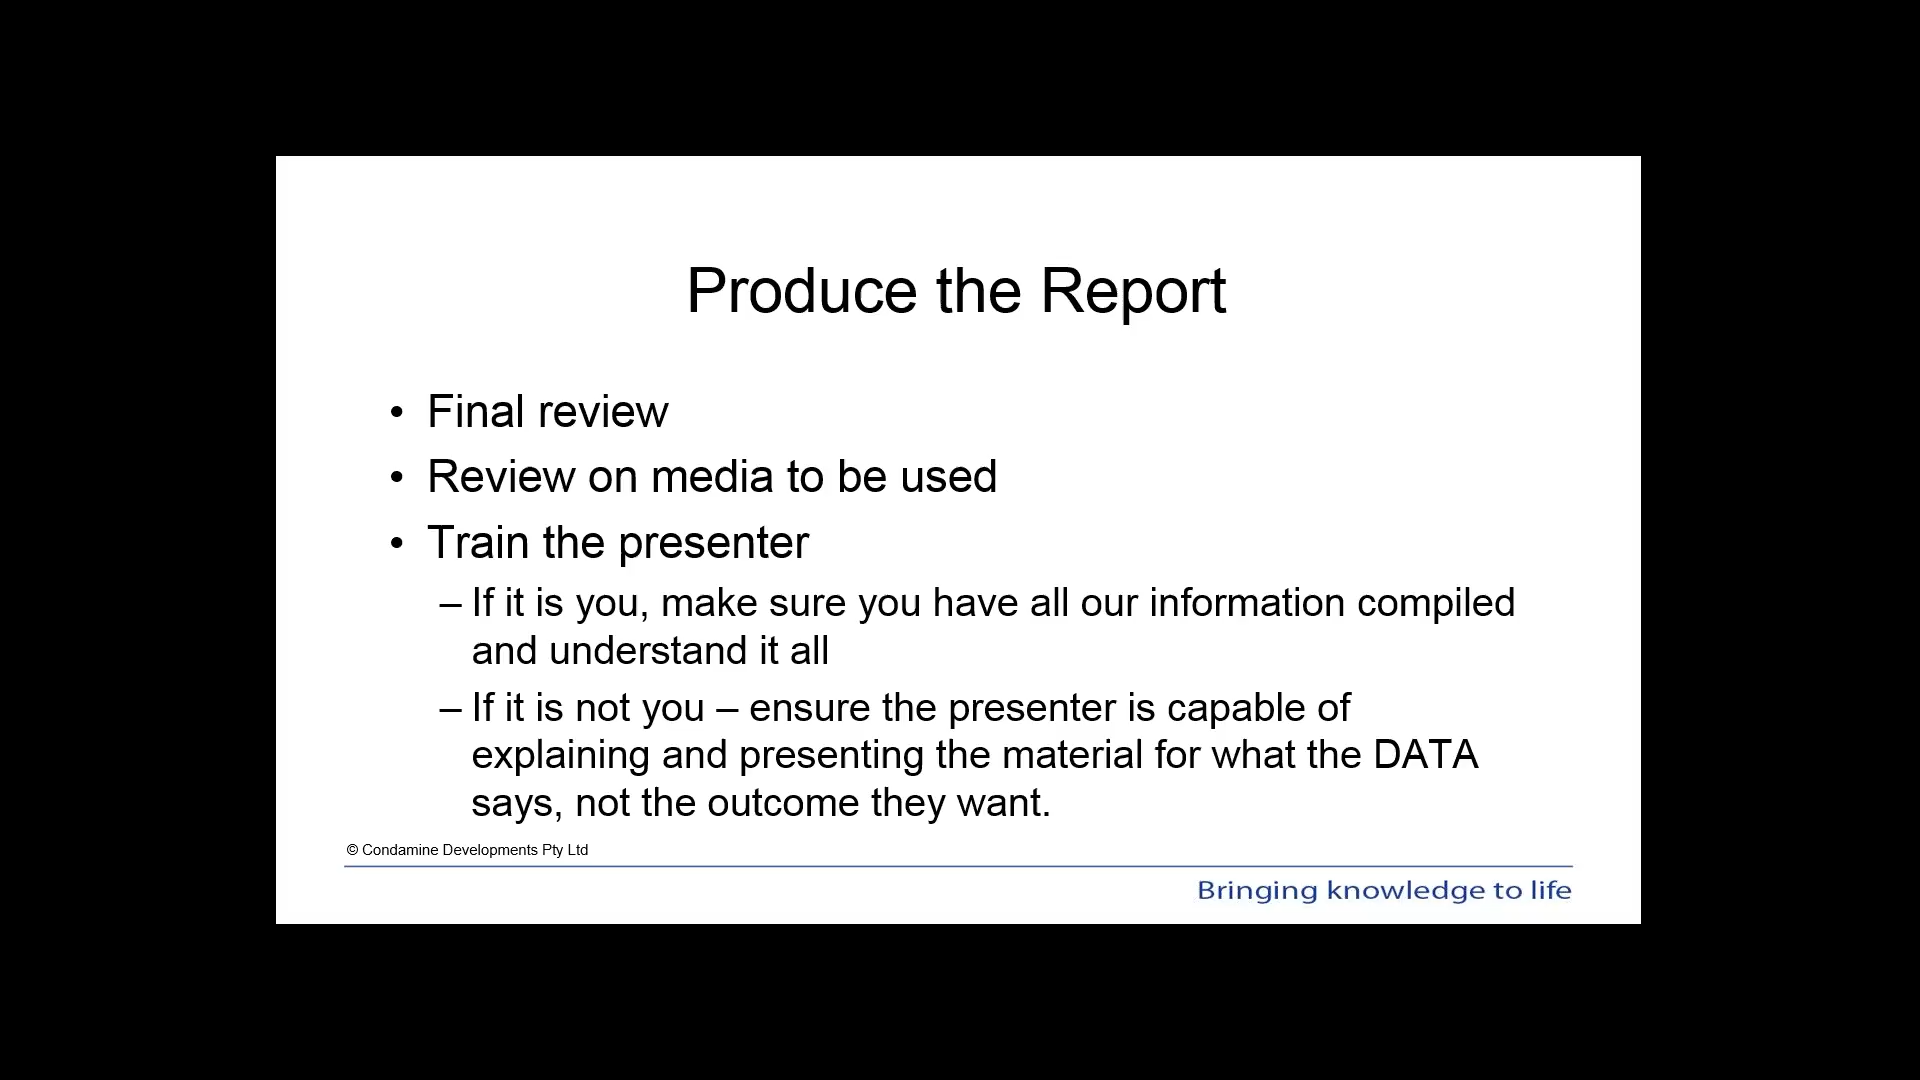 Produce the Report
• Final review
• Review on media to be used
• Train the presenter
– If it is you, make sure you have all our information compiled
and understand it all
– If it is not you – ensure the presenter is capable of
explaining and presenting the material for what the DATA
says, not the outcome they want.
© Condamine Developments Pty Ltd
Bringing knowledge to life